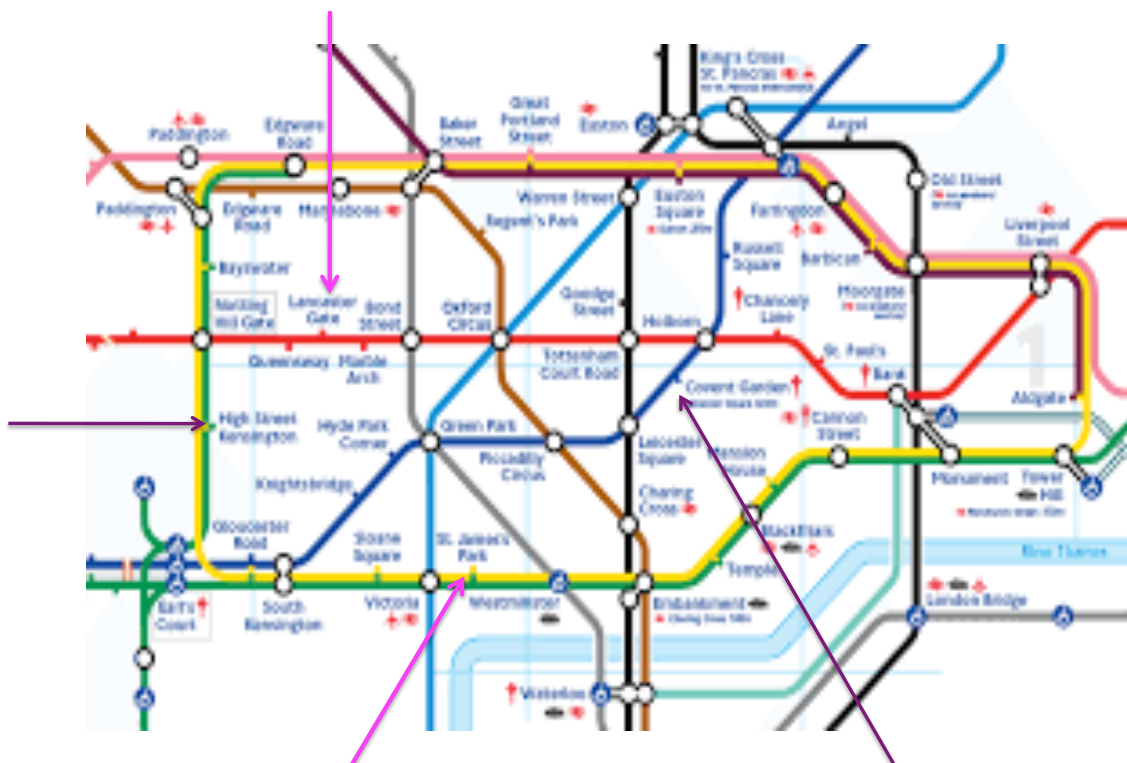 King's Cross
St. Pancras
Paddington
Edgware
Road
Baker
Street
Great
Portland
Street
Euston
Angel
Paddington
Edgware
Road
Marylebone
Regent's Park
Warren Street
Euston
Square
Farringdon
Old Street
Liverpool
Street
Bayswater
Russell
Square
Barbican
Moorgate
Notting
Hill Gate
Lancaster
Gate
Bond
Street
Oxford
Circus
Goodge
Street
Holborn
Chancery
Lane
Queensway
Marble
Arch
Tottenham
Court Road
St. Paul's
Bank
1
Covent Garden
Aldgate
High Street
Kensington
Hyde Park
Corner
Green Park
Piccadilly
Circus
Leicester
Square
Cannon
Street
Mansion
House
Monument
Tower
Hill
Knightsbridge
Charing
Cross
Gloucester
Road
Sloane
Square
St. James's
Park
Blackfriars
River Thames
Temple
Earl's
Court
South
Kensington
Victoria
Westminster
Embankment
London Bridge
Waterloo